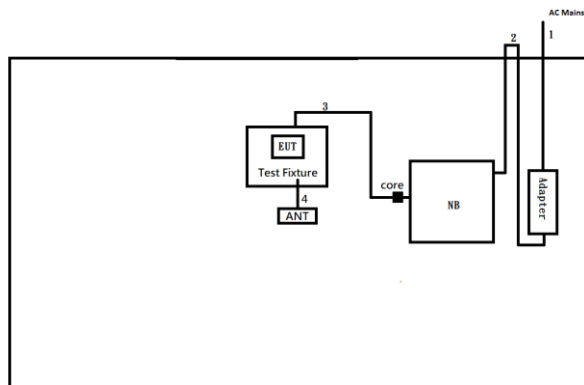 AC Mains
1
2
3
EUT
Test Fixture
4
ANT
core
NB
Adapter